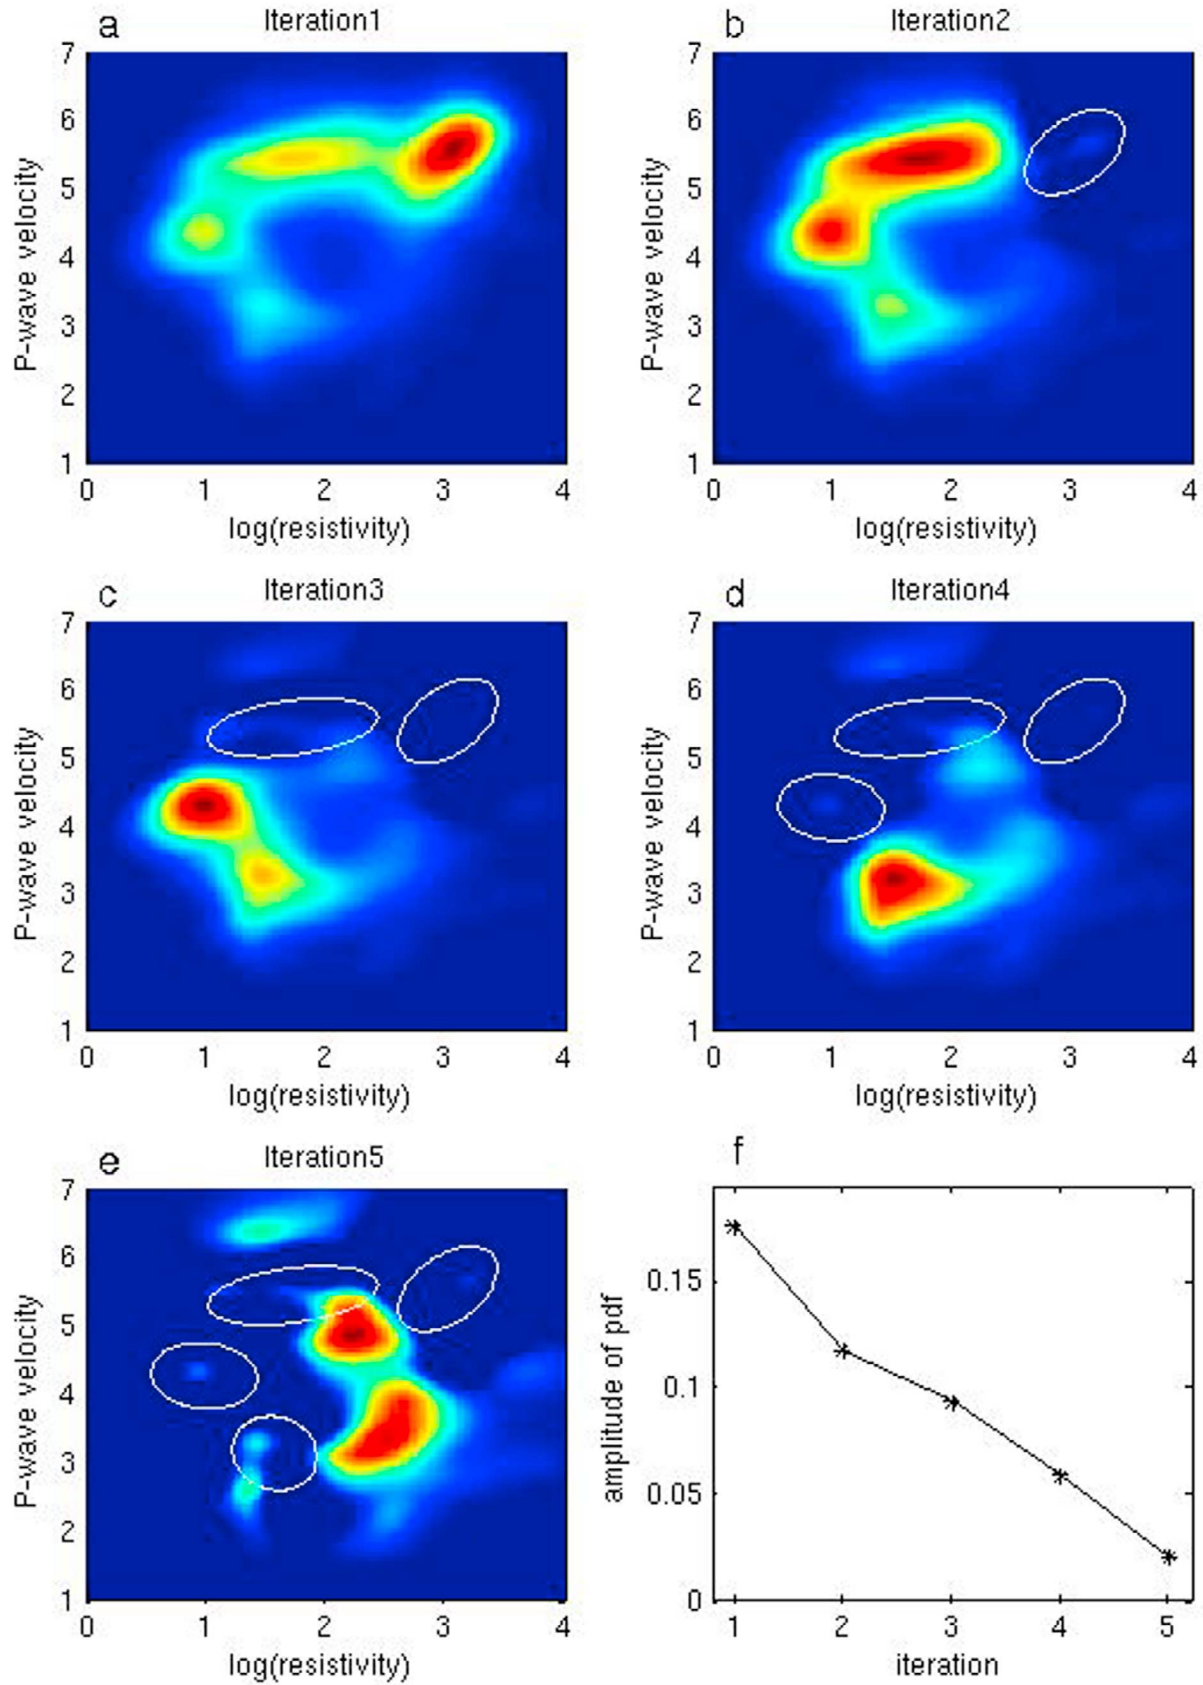 a Iteration1
7
6
5
4
3
2
1
P-wave velocity
0 1 2 3 4
log(resistivity)
b Iteration2
7
6
5
4
3
2
1
P-wave velocity
0 1 2 3 4
log(resistivity)
c Iteration3
7
6
5
4
3
2
1
P-wave velocity
0 1 2 3 4
log(resistivity)
d Iteration4
7
6
5
4
3
2
1
P-wave velocity
0 1 2 3 4
log(resistivity)
e Iteration5
7
6
5
4
3
2
1
P-wave velocity
0 1 2 3 4
log(resistivity)
f
0.15
0.1
0.05
0
amplitude of pdf
1 2 3 4 5
iteration